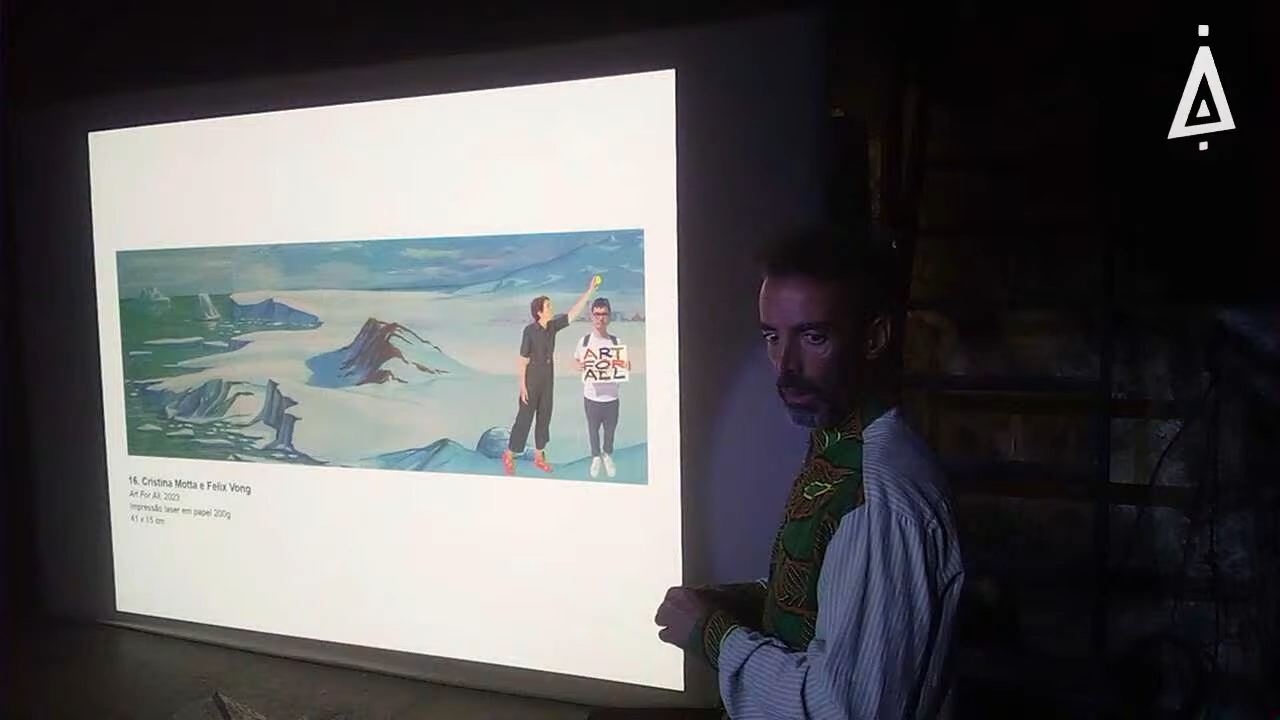 ART
FOR
ALL
16. Cristina Motta e Felix Vong
Art For All, 2023
Impressão laser em papel 200g
41 x 15 cm